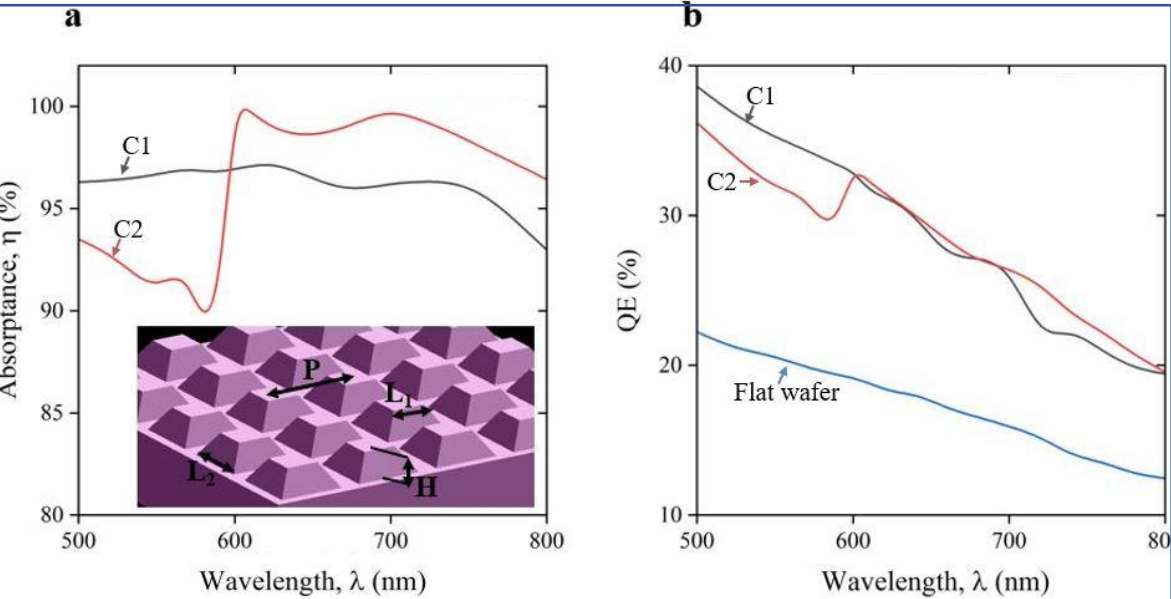 a
100
95
90
85
80
500 600 700 800
Absorptance, η (%)
Wavelength, λ (nm)
C1
C2
P
L1
L2
H
b
40
30
20
10
500 600 700 80
QE (%)
Wavelength, λ (nm)
C1
C2
Flat wafer